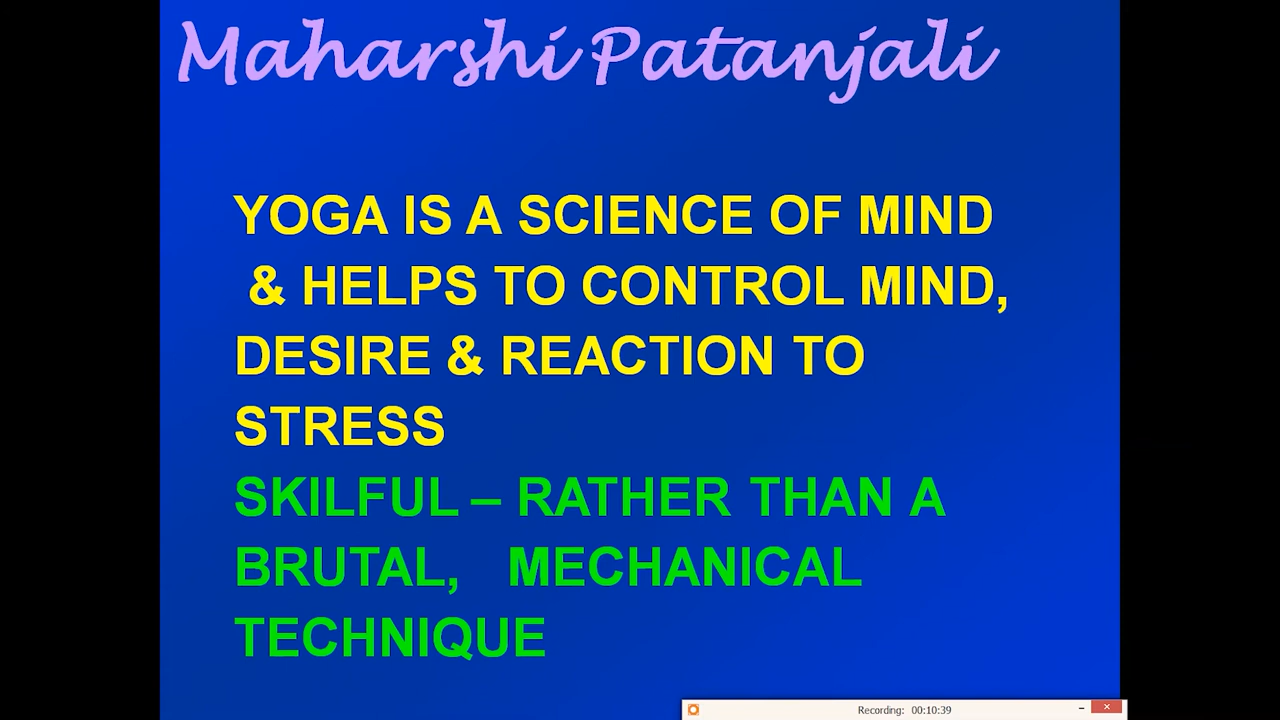 Maharshi Patanjali
YOGA IS A SCIENCE OF MIND
& HELPS TO CONTROL MIND,
DESIRE & REACTION TO
STRESS
SKILFUL – RATHER THAN A
BRUTAL, MECHANICAL
TECHNIQUE
Recording: 00:10:39